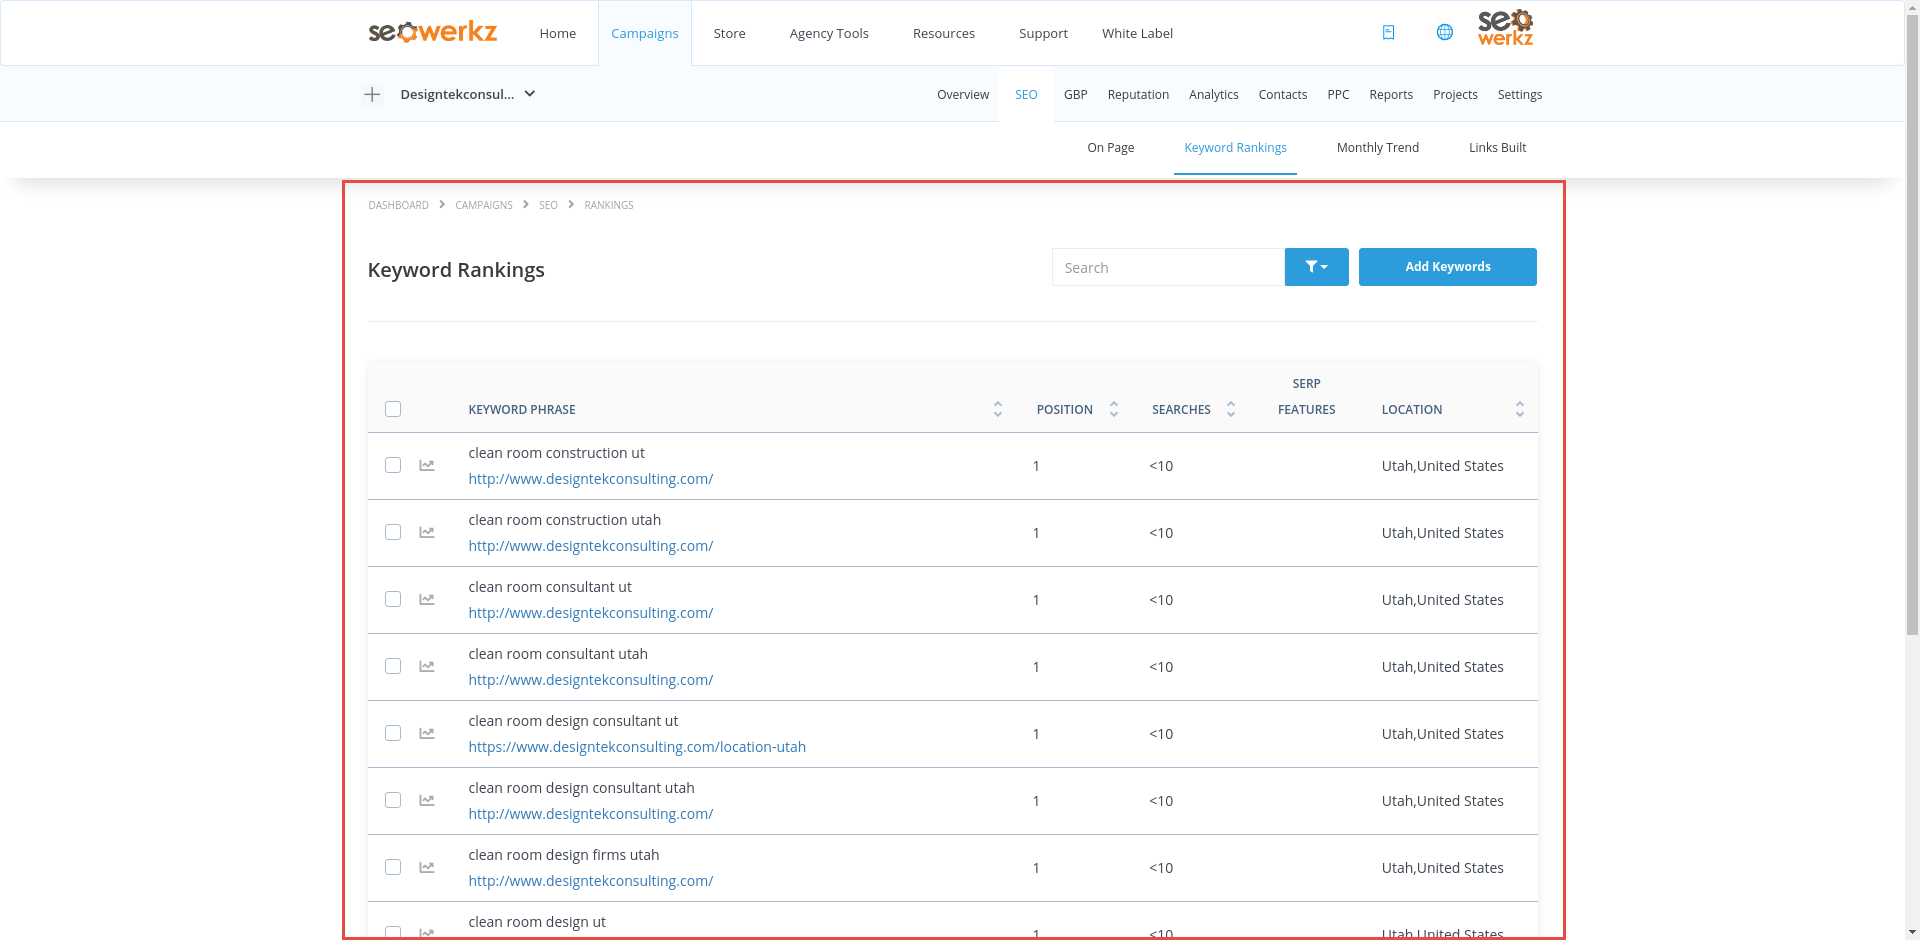 seowerkz Home Campaigns Store Agency Tools Resources Support White Label seo werkz
Designtekconsul... Overview SEO GBP Reputation Analytics Contacts PPC Reports Projects Settings
On Page Keyword Rankings Monthly Trend Links Built
DASHBOARD CAMPAIGNS SEO RANKINGS
Keyword Rankings Search Add Keywords
KEYWORD PHRASE POSITION SEARCHES SERP FEATURES LOCATION
clean room construction ut
http://www.designtekconsulting.com/ 1 <10 Utah,United States
clean room construction utah
http://www.designtekconsulting.com/ 1 <10 Utah,United States
clean room consultant ut
http://www.designtekconsulting.com/ 1 <10 Utah,United States
clean room consultant utah
http://www.designtekconsulting.com/ 1 <10 Utah,United States
clean room design consultant ut
https://www.designtekconsulting.com/location-utah 1 <10 Utah,United States
clean room design consultant utah
http://www.designtekconsulting.com/ 1 <10 Utah,United States
clean room design firms utah
http://www.designtekconsulting.com/ 1 <10 Utah,United States
clean room design ut
1 <10 Utah,United States